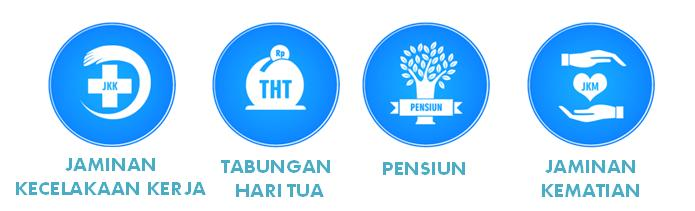 JKK
JAMINAN
KECELAKAAN KERJA
Rp
THT
TABUNGAN
HARI TUA
PENSIUN
PENSIUN
JKM
JAMINAN
KEMATIAN